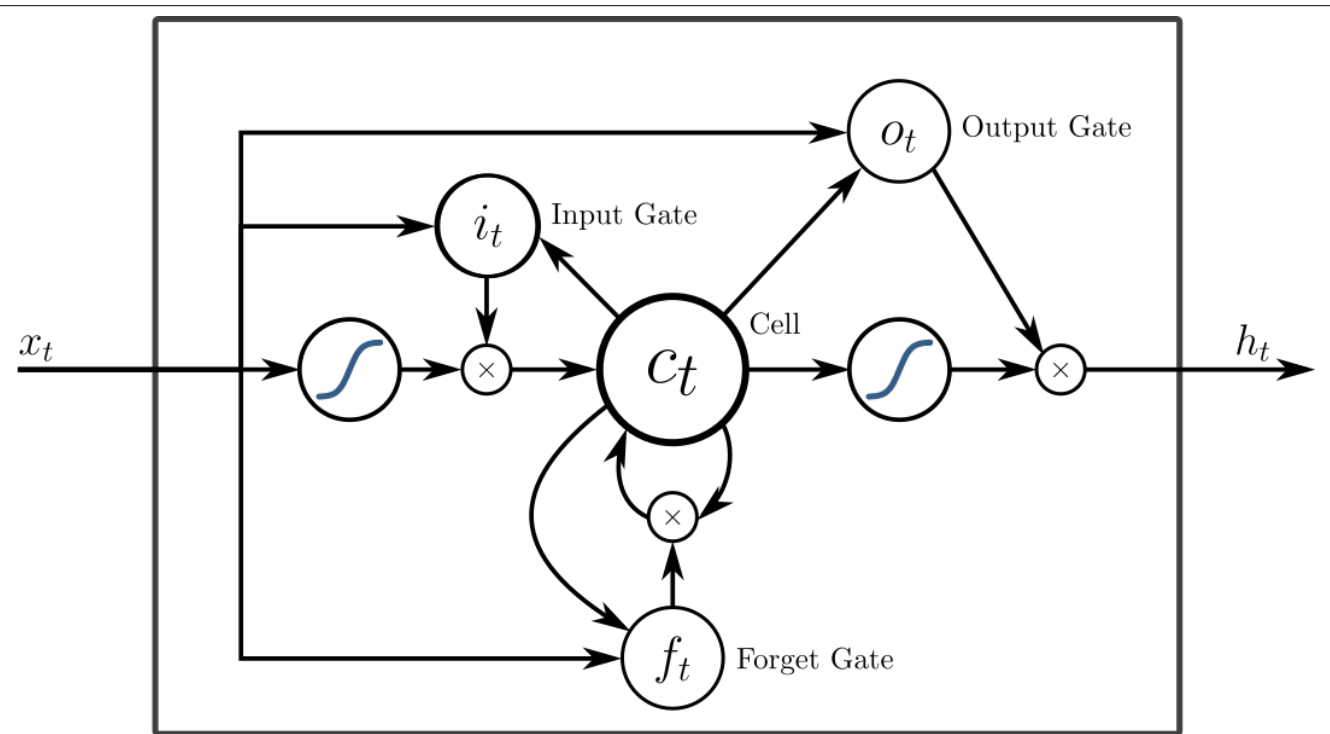 o_t Output Gate
i_t Input Gate
Cell
x_t
×
c_t
×
h_t
×
f_t Forget Gate